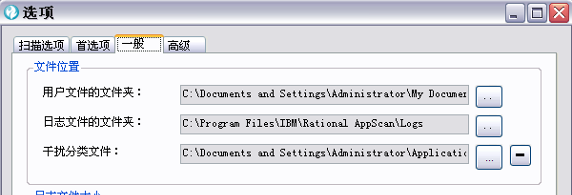 选项
扫描选项 首选项 一般 高级
文件位置
用户文件的文件夹： C:\Documents and Settings\Administrator\My Documen ..
日志文件的文件夹： C:\Program Files\IBM\Rational AppScan\Logs ..
干扰分类文件： C:\Documents and Settings\Administrator\Applicatio ...